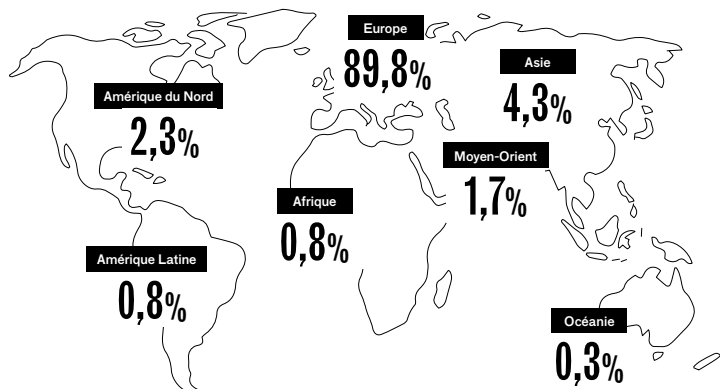 Europe
89,8%
Asie
4,3%
Amérique du Nord
2,3%
Moyen-Orient
1,7%
Afrique
0,8%
Amérique Latine
0,8%
Océanie
0,3%